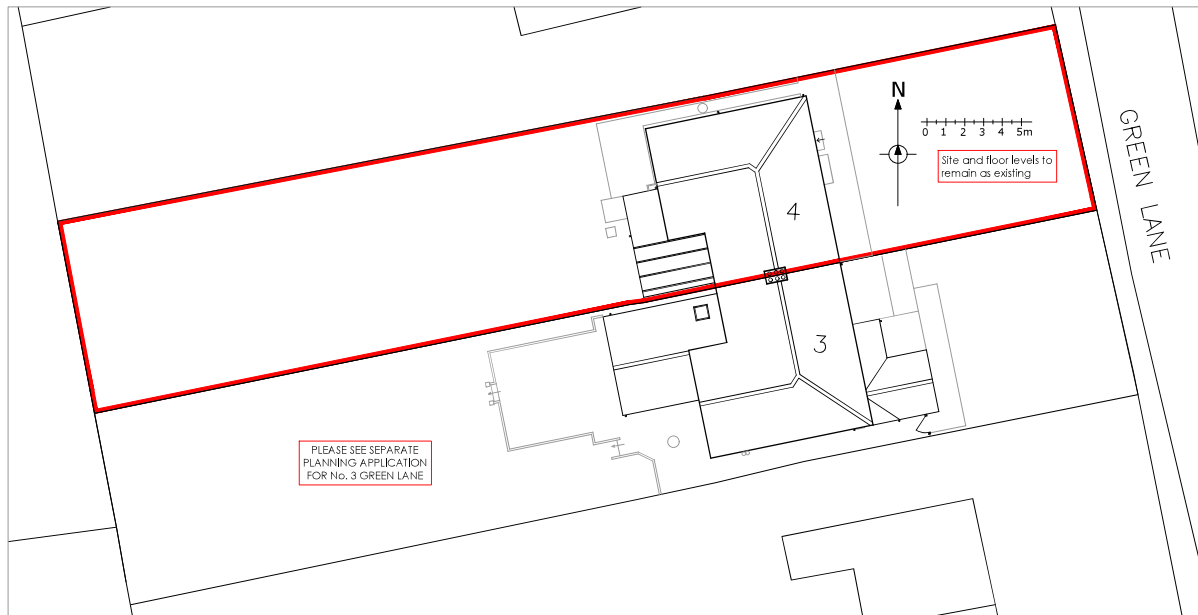 N
0 1 2 3 4 5m
Site and floor levels to
remain as existing
GREEN LANE
4
3
PLEASE SEE SEPARATE
PLANNING APPLICATION
FOR No. 3 GREEN LANE